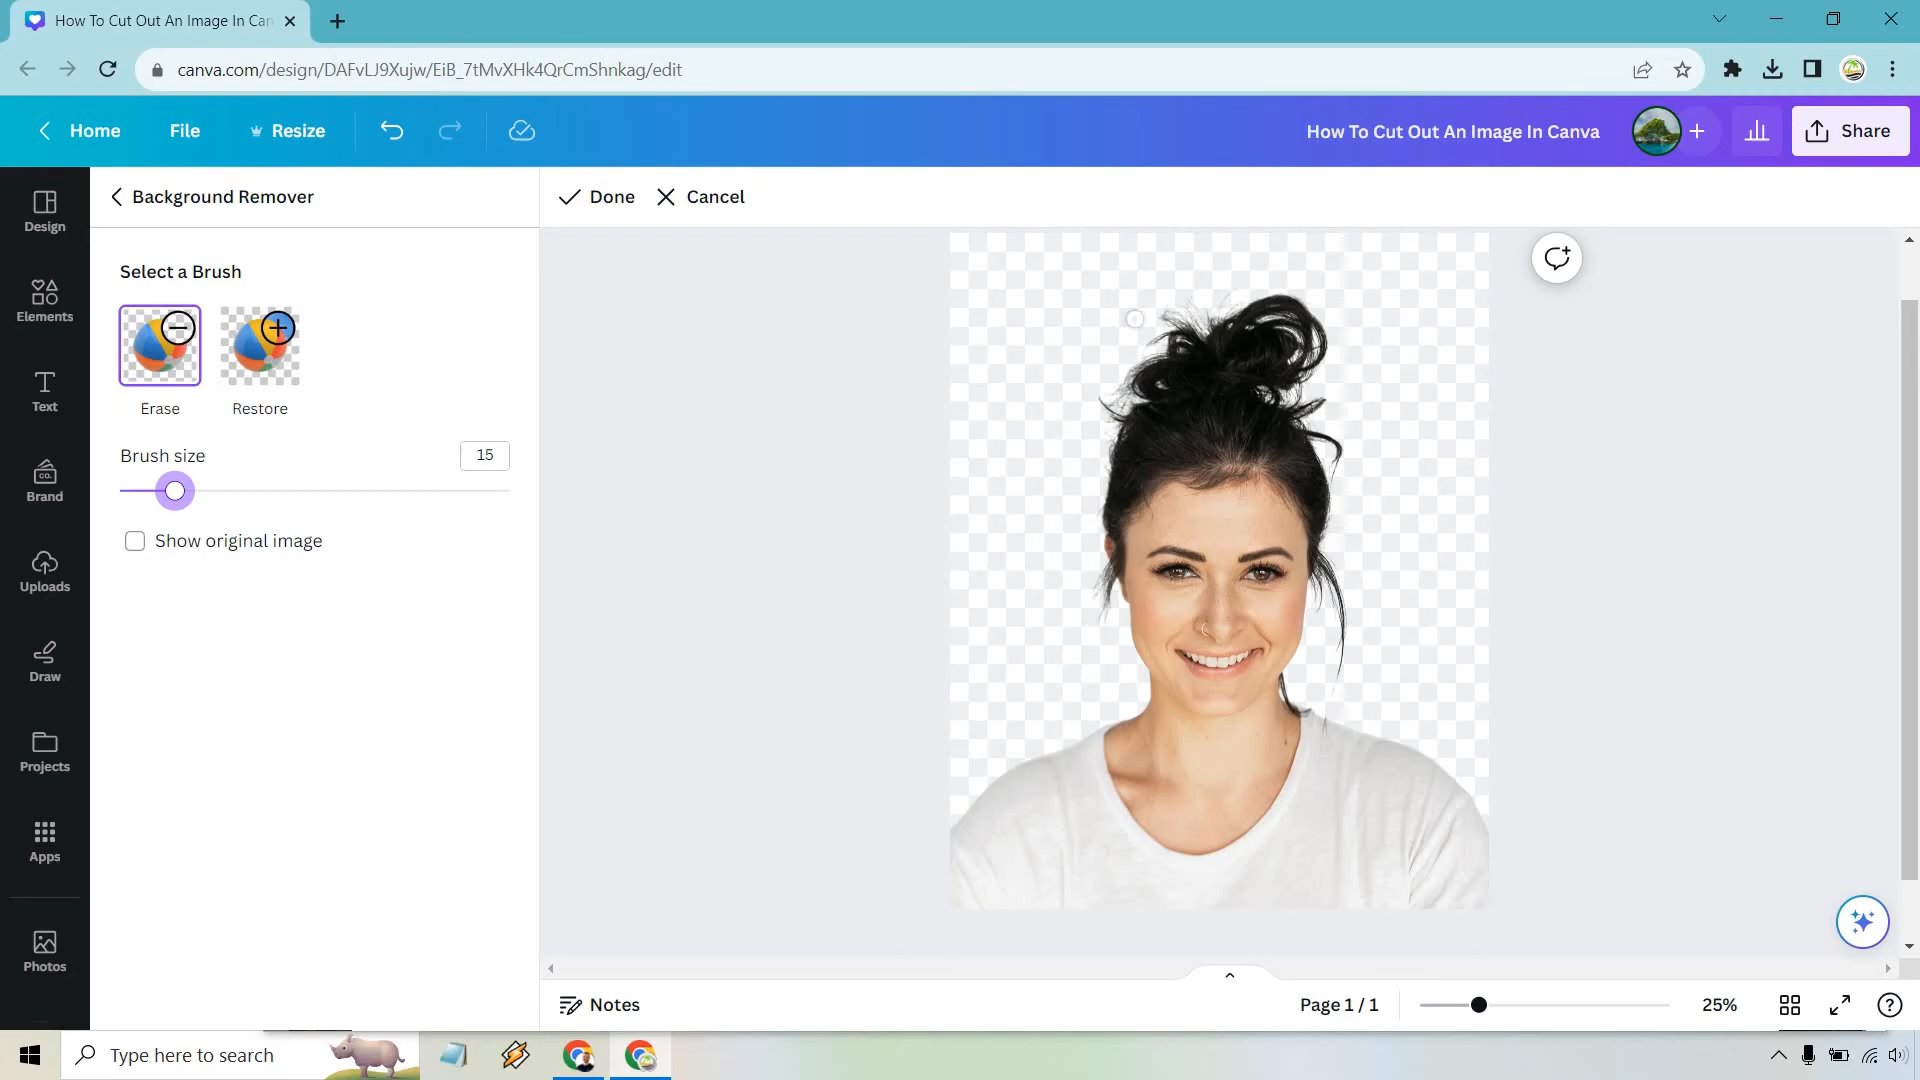 How To Cut Out An Image In Can
canva.com/design/DAFvLJ9Xujw/EiB_7tMvXHk4QrCmShnkag/edit
Home
File
Resize
How To Cut Out An Image In Canva
Share
Background Remover
Done
Cancel
Design
Elements
Text
CO.
Brand
Uploads
Draw
Projects
Apps
Photos
Select a Brush
Erase
Restore
Brush size
15
Show original image
Notes
Page 1 / 1
25%
Type here to search